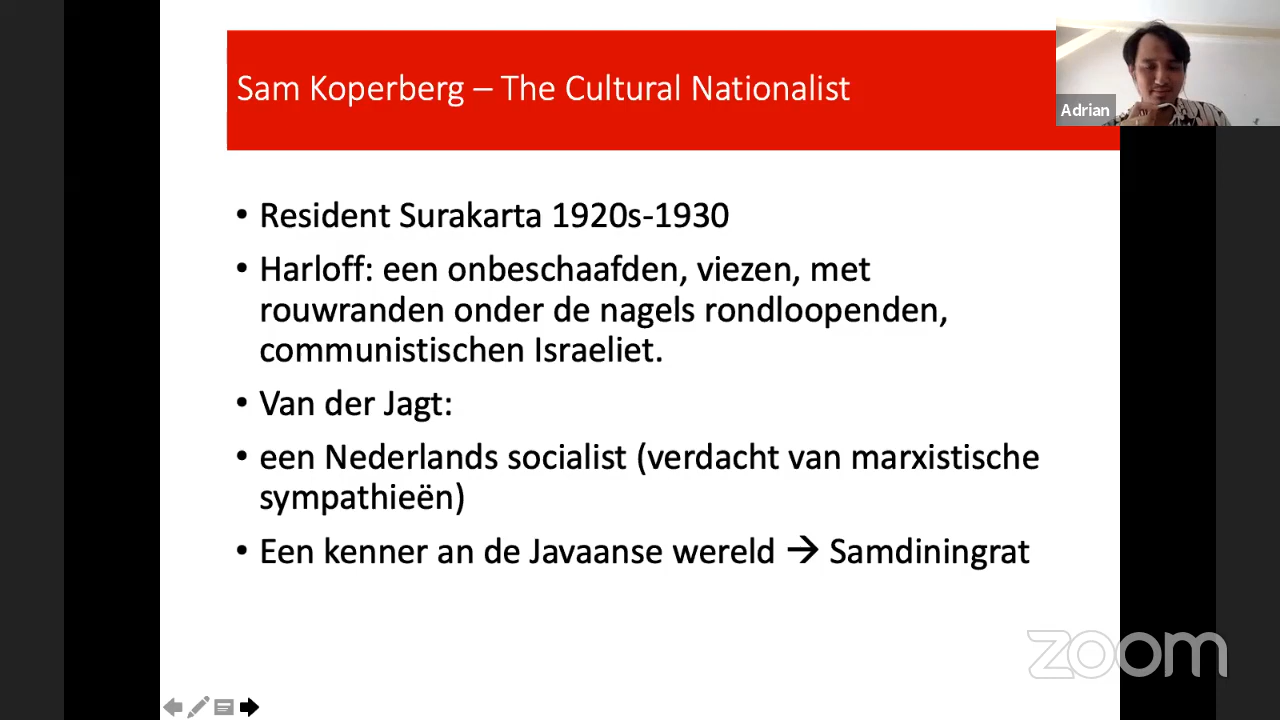 Sam Koperberg – The Cultural Nationalist
Adrian
• Resident Surakarta 1920s-1930
• Harloff: een onbeschaafden, viezen, met
rouwranden onder de nagels rondloopenden,
communistischen Israeliet.
• Van der Jagt:
• een Nederlands socialist (verdacht van marxistische
sympathieën)
• Een kenner an de Javaanse wereld → Samdiningrat
zoom